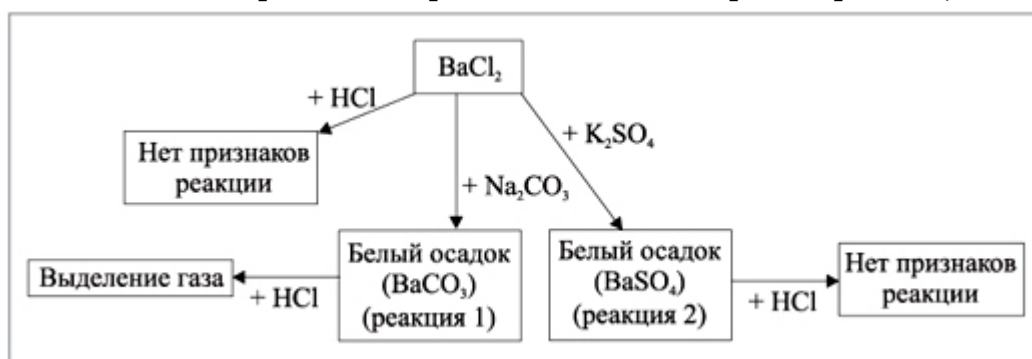 BaCl₂
+ HCl
+ K₂SO₄
Нет признаков
реакции
+ Na₂CO₃
Белый осадок
(BaCO₃)
(реакция 1)
Белый осадок
(BaSO₄)
(реакция 2)
Нет признаков
реакции
Выделение газа
+ HCl
+ HCl